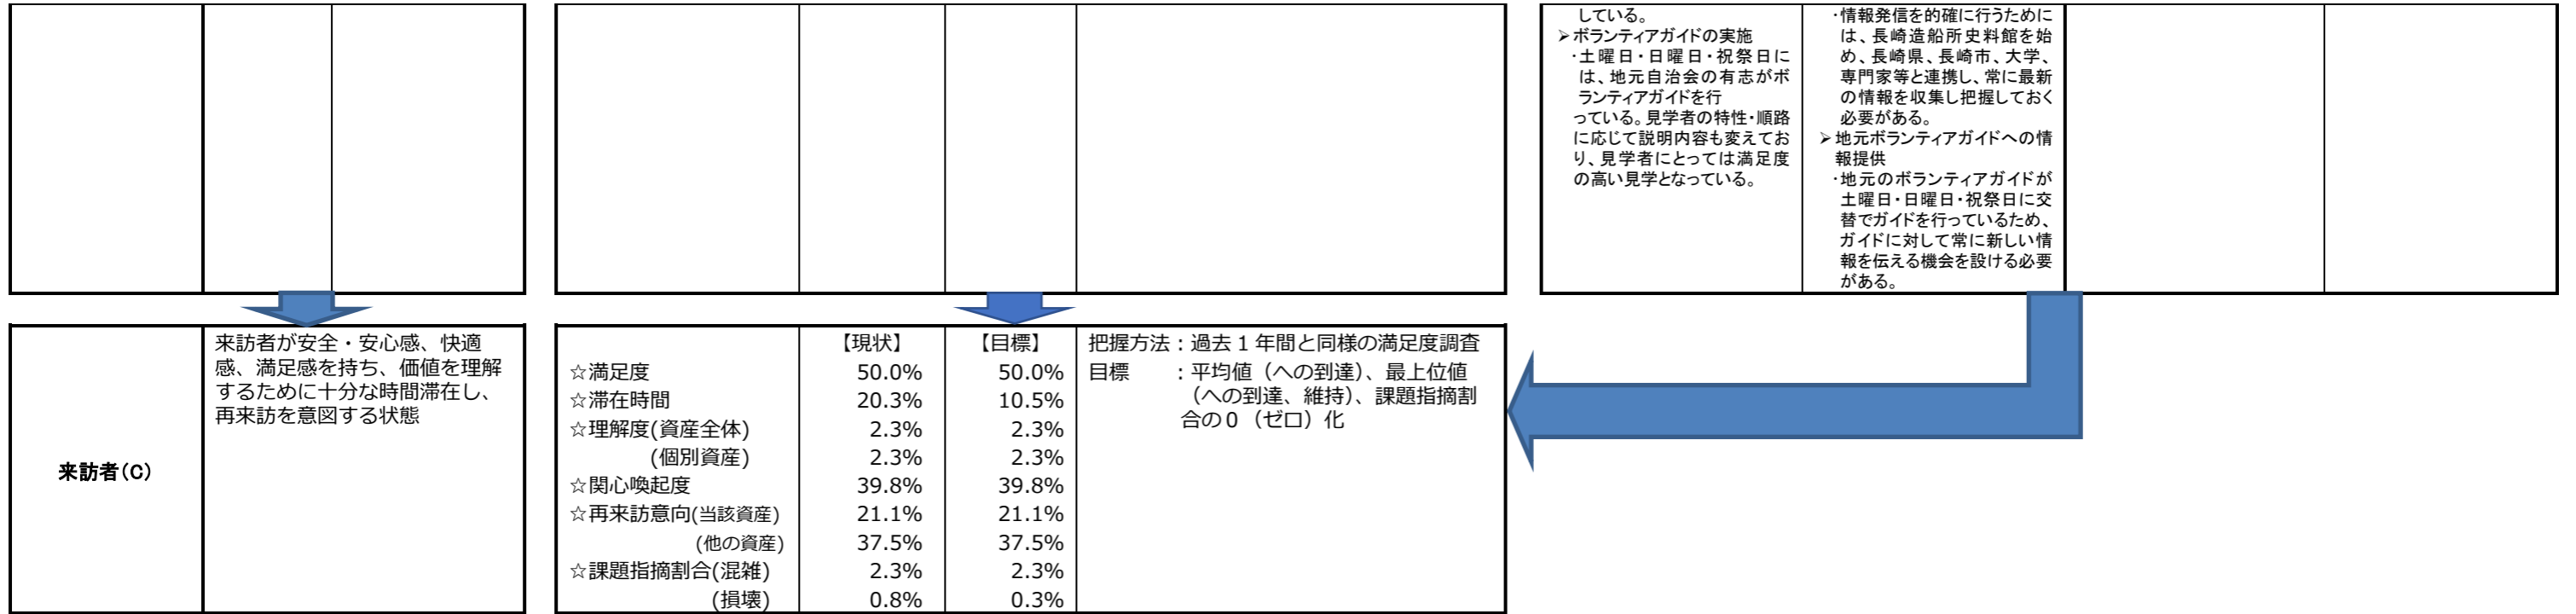 している。
➢ボランティアガイドの実施
・土曜日・日曜日・祝祭日に
は、地元自治会の有志がボ
ランティアガイドを行
っている。見学者の特性・順路
に応じて説明内容も変えてお
り、見学者にとっては満足度
の高い見学となっている。
・情報発信を的確に行うために
は、長崎造船所史料館を始
め、長崎県、長崎市、大学、
専門家等と連携し、常に最新
の情報を収集し把握しておく
必要がある。
➢地元ボランティアガイドへの情
報提供
・地元のボランティアガイドが
土曜日・日曜日・祝祭日に交
替でガイドを行っているため、
ガイドに対して常に新しい情
報を伝える機会を設ける必要
がある。
来訪者(C)
来訪者が安全・安心感、快適
感、満足感を持ち、価値を理解
するために十分な時間滞在し、
再来訪を意図する状態
【現状】 【目標】
☆満足度 50.0% 50.0%
☆滞在時間 20.3% 10.5%
☆理解度(資産全体) 2.3% 2.3%
(個別資産) 2.3% 2.3%
☆関心喚起度 39.8% 39.8%
☆再来訪意向(当該資産) 21.1% 21.1%
(他の資産) 37.5% 37.5%
☆課題指摘割合(混雑) 2.3% 2.3%
(損壊) 0.8% 0.3%
把握方法：過去１年間と同様の満足度調査
目標　　：平均値（への到達）、最上位値
（への到達、維持）、課題指摘割
合の０（ゼロ）化